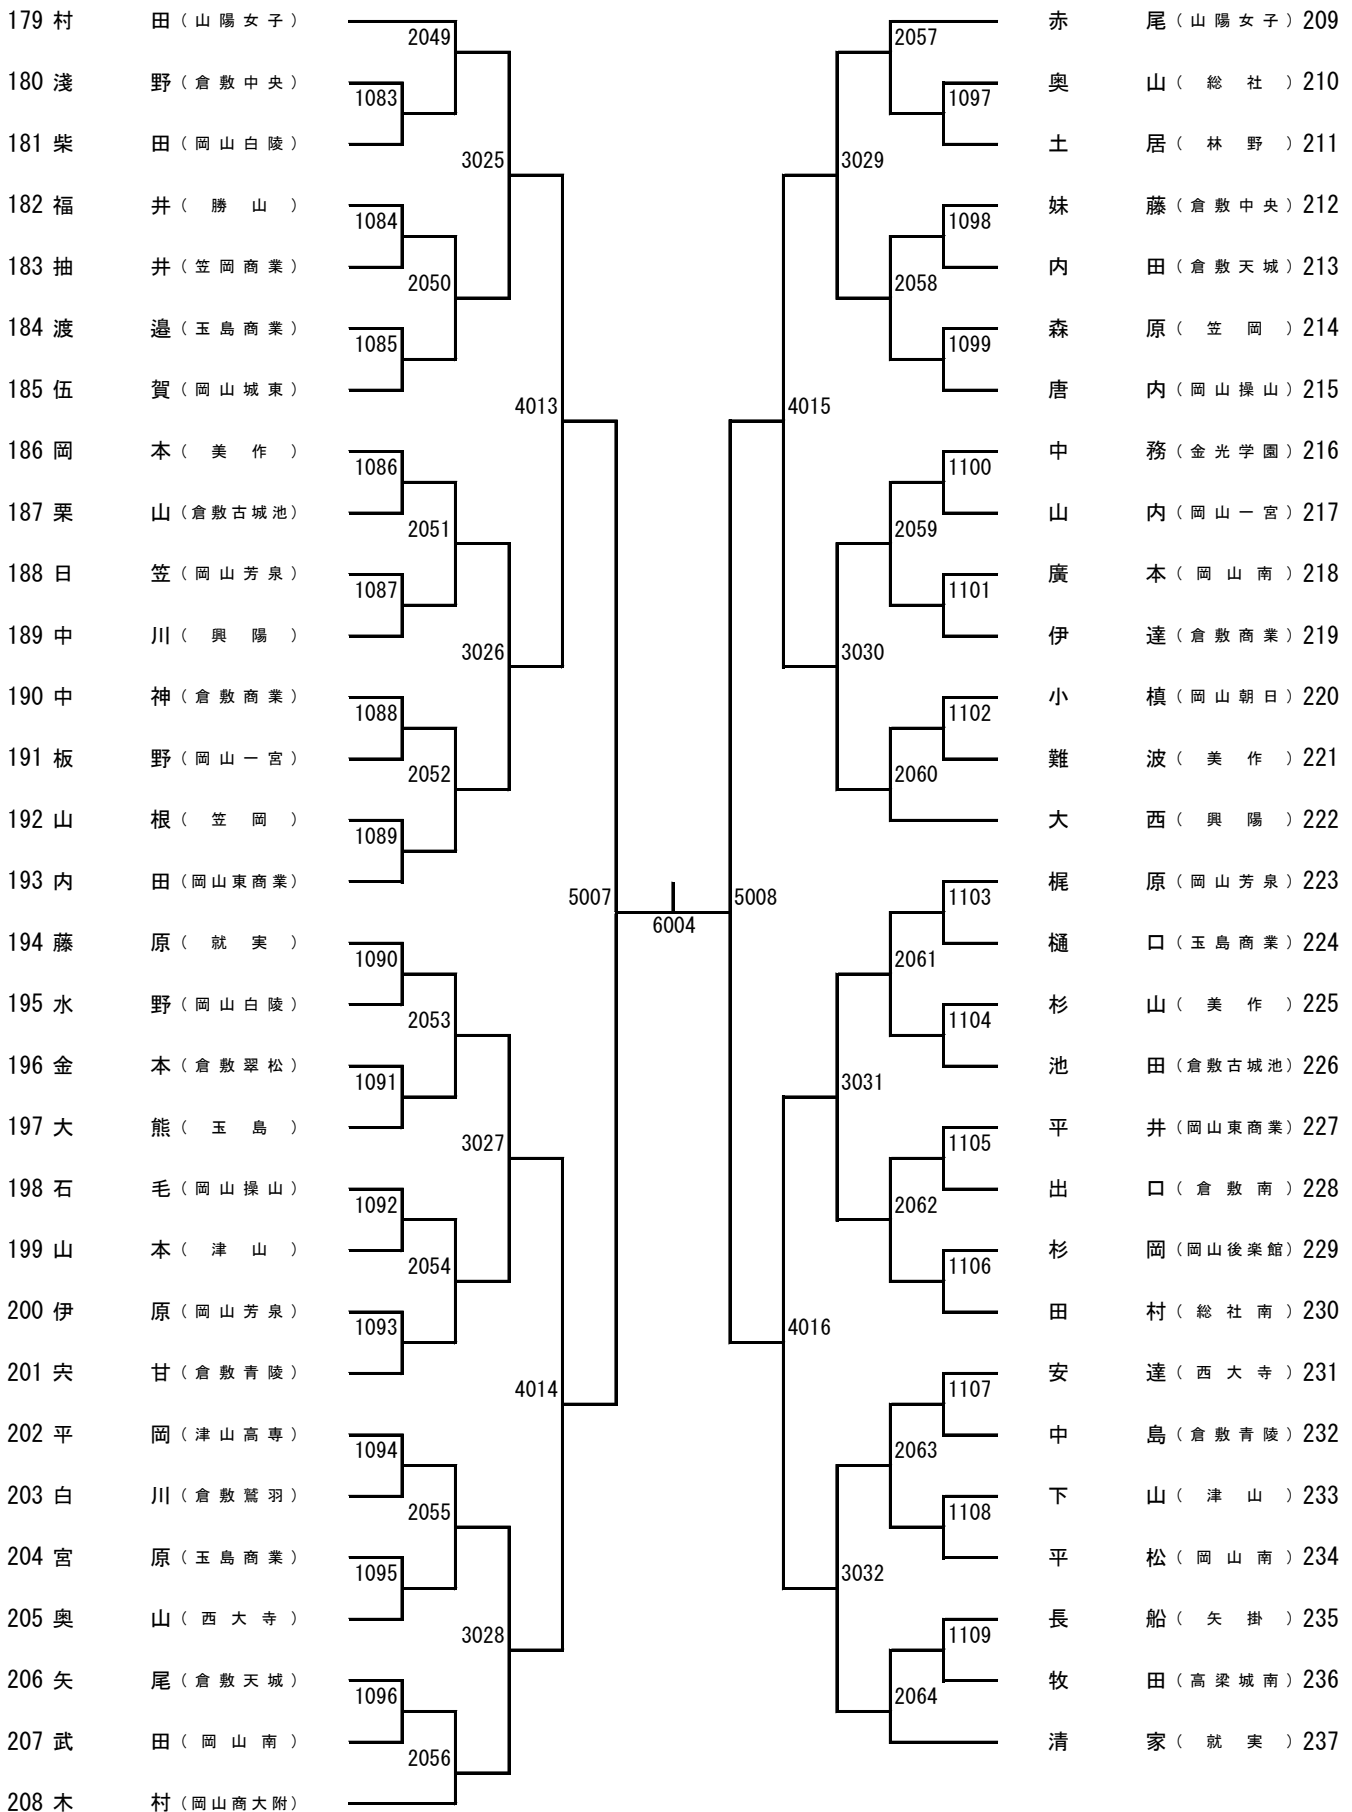 179 村 田 (山陽女子)
2049
180 淺 野 (倉敷中央)
1083
181 柴 田 (岡山白陵)
3025
182 福 井 (勝山)
1084
183 抽 井 (笠岡商業)
2050
184 渡 邉 (玉島商業)
1085
185 伍 賀 (岡山城東)
4013
186 岡 本 (美作)
1086
187 栗 山 (倉敷古城池)
2051
188 日 笠 (岡山芳泉)
1087
189 中 川 (興陽)
3026
190 中 神 (倉敷商業)
1088
191 板 野 (岡山一宮)
2052
192 山 根 (笠岡)
1089
193 内 田 (岡山東商業)
5007
194 藤 原 (就実)
1090
195 水 野 (岡山白陵)
2053
196 金 本 (倉敷翠松)
1091
197 大 熊 (玉島)
3027
198 石 毛 (岡山操山)
1092
199 山 本 (津山)
2054
200 伊 原 (岡山芳泉)
1093
201 宍 甘 (倉敷青陵)
4014
202 平 岡 (津山高専)
1094
203 白 川 (倉敷鷲羽)
2055
204 宮 原 (玉島商業)
1095
205 奥 山 (西大寺)
3028
206 矢 尾 (倉敷天城)
1096
207 武 田 (岡山南)
2056
208 木 村 (岡山商大附)
6004
赤 尾 (山陽女子) 209
2057
奥 山 (総社) 210
1097
土 居 (林野) 211
3029
妹 藤 (倉敷中央) 212
1098
内 田 (倉敷天城) 213
2058
森 原 (笠岡) 214
1099
唐 内 (岡山操山) 215
4015
中 務 (金光学園) 216
1100
山 内 (岡山一宮) 217
2059
廣 本 (岡山南) 218
1101
伊 達 (倉敷商業) 219
3030
小 槙 (岡山朝日) 220
1102
難 波 (美作) 221
2060
大 西 (興陽) 222
5008
梶 原 (岡山芳泉) 223
1103
樋 口 (玉島商業) 224
2061
杉 山 (美作) 225
1104
池 田 (倉敷古城池) 226
3031
平 井 (岡山東商業) 227
1105
出 口 (倉敷南) 228
2062
杉 岡 (岡山後楽館) 229
1106
田 村 (総社南) 230
4016
安 達 (西大寺) 231
1107
中 島 (倉敷青陵) 232
2063
下 山 (津山) 233
1108
平 松 (岡山南) 234
3032
長 船 (矢掛) 235
1109
牧 田 (高梁城南) 236
2064
清 家 (就実) 237